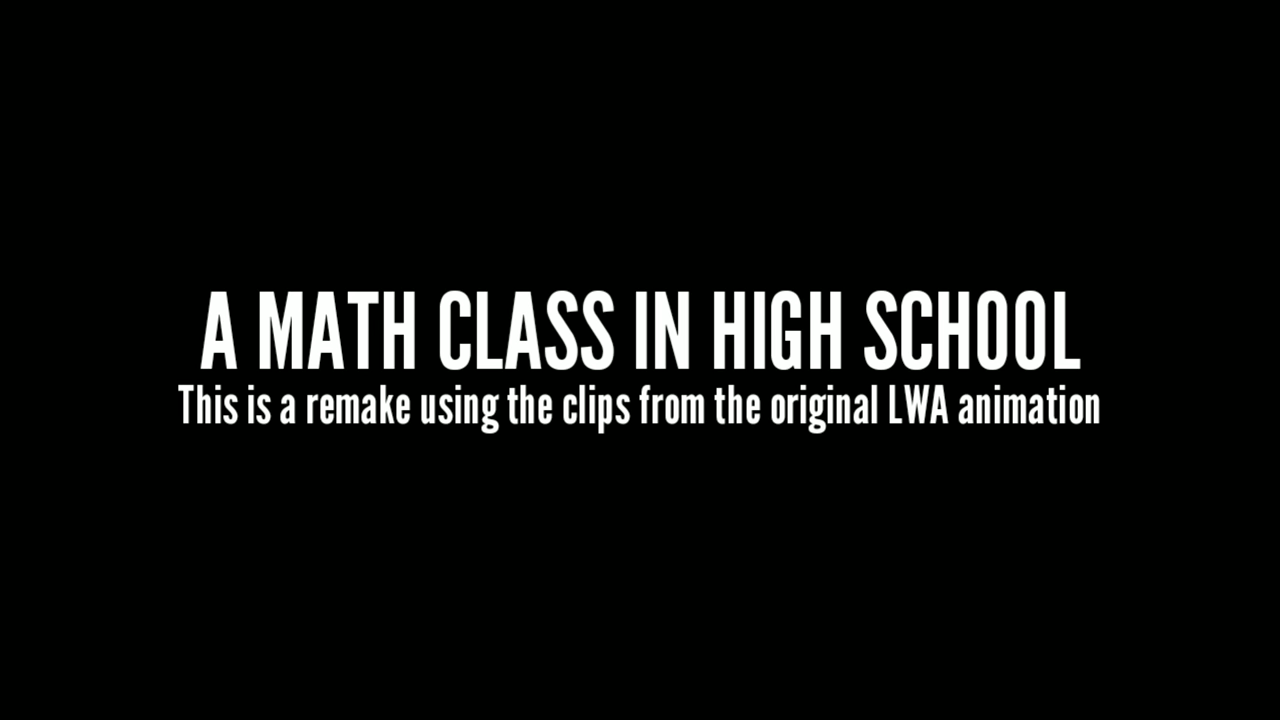 A MATH CLASS IN HIGH SCHOOL
This is a remake using the clips from the original LWA animation